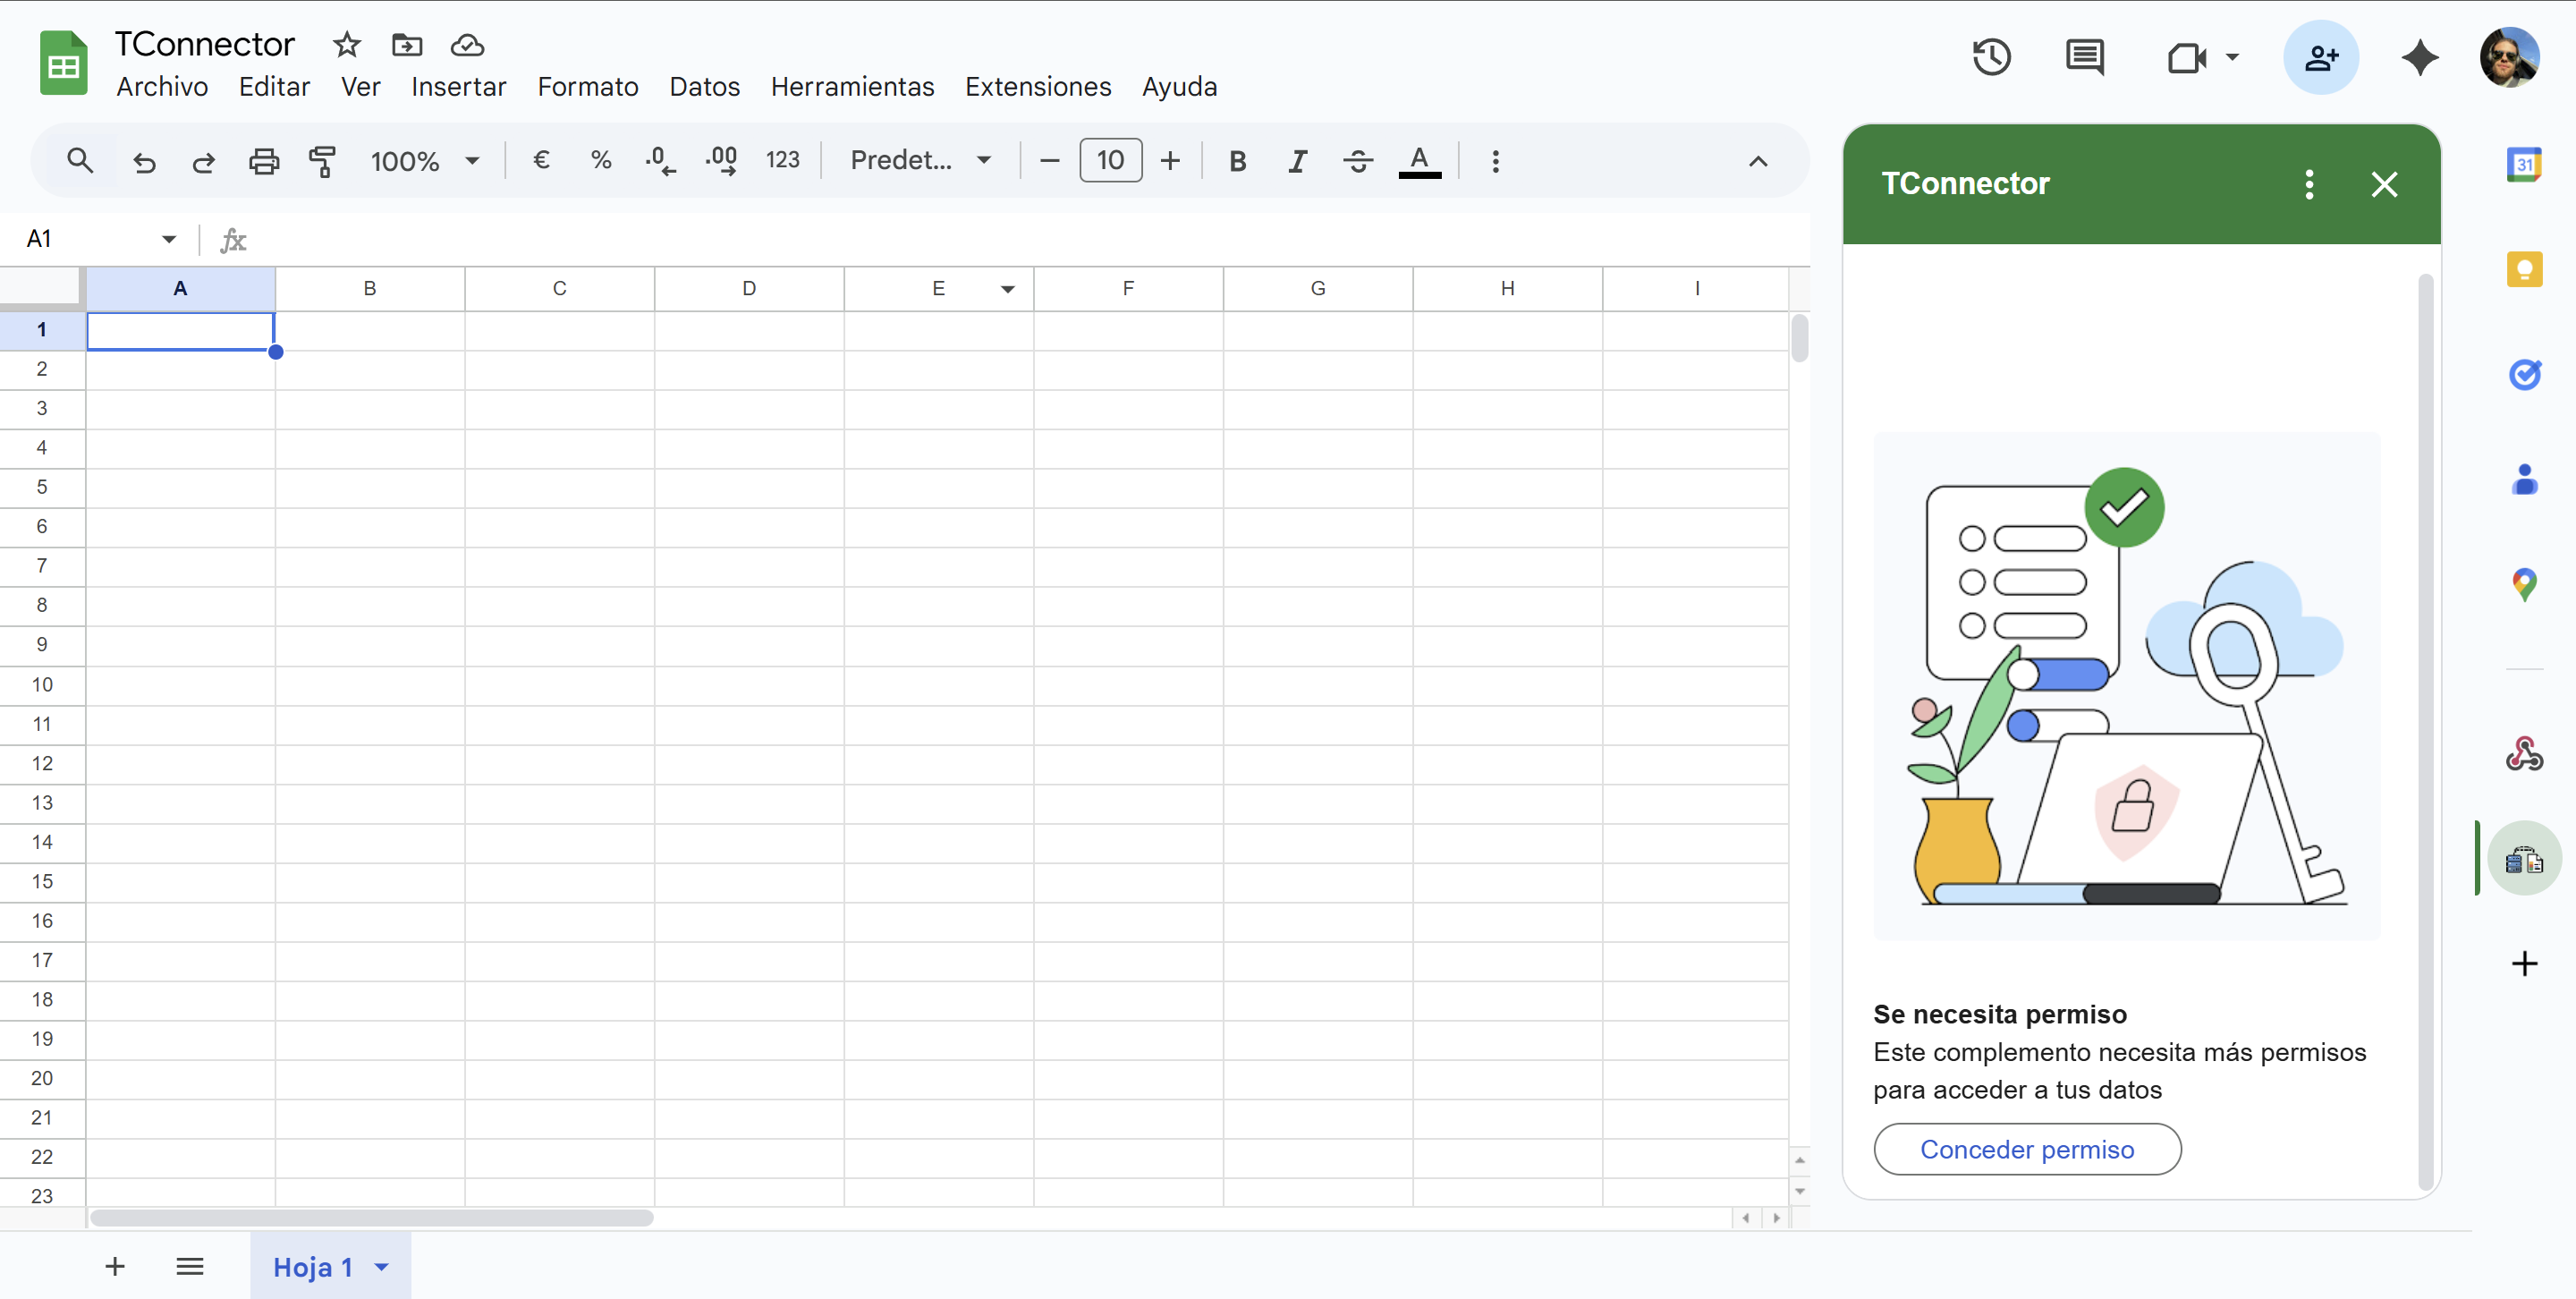 TConnector
Archivo Editar Ver Insertar Formato Datos Herramientas Extensiones Ayuda
100% € % .0 .00 123 Predet... 10 B I S A
TConnector
31
A1 fx
A B C D E F G H I
1
2
3
4
5
6
7
8
9
10
11
12
13
14
15
16
17
18
19
20
21
22
23
Se necesita permiso
Este complemento necesita más permisos
para acceder a tus datos
Conceder permiso
Hoja 1